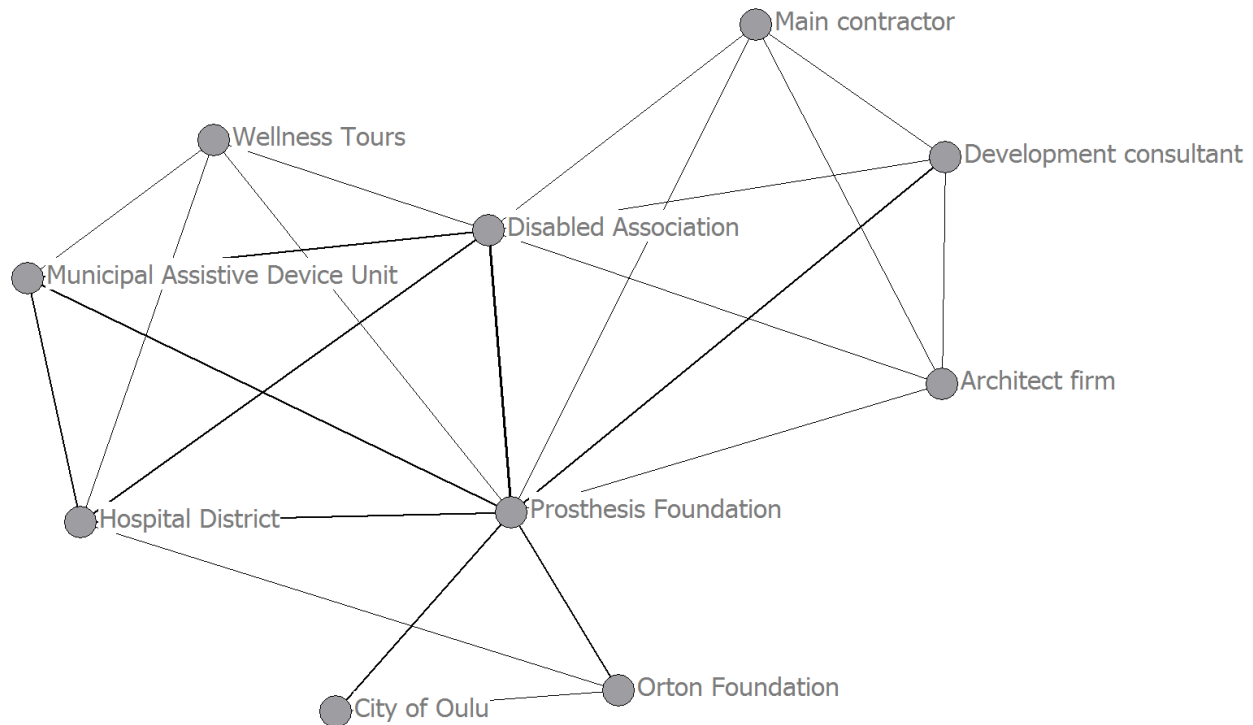 Main contractor
Wellness Tours
Development consultant
Disabled Association
Municipal Assistive Device Unit
Architect firm
Hospital District
Prosthesis Foundation
Orton Foundation
City of Oulu